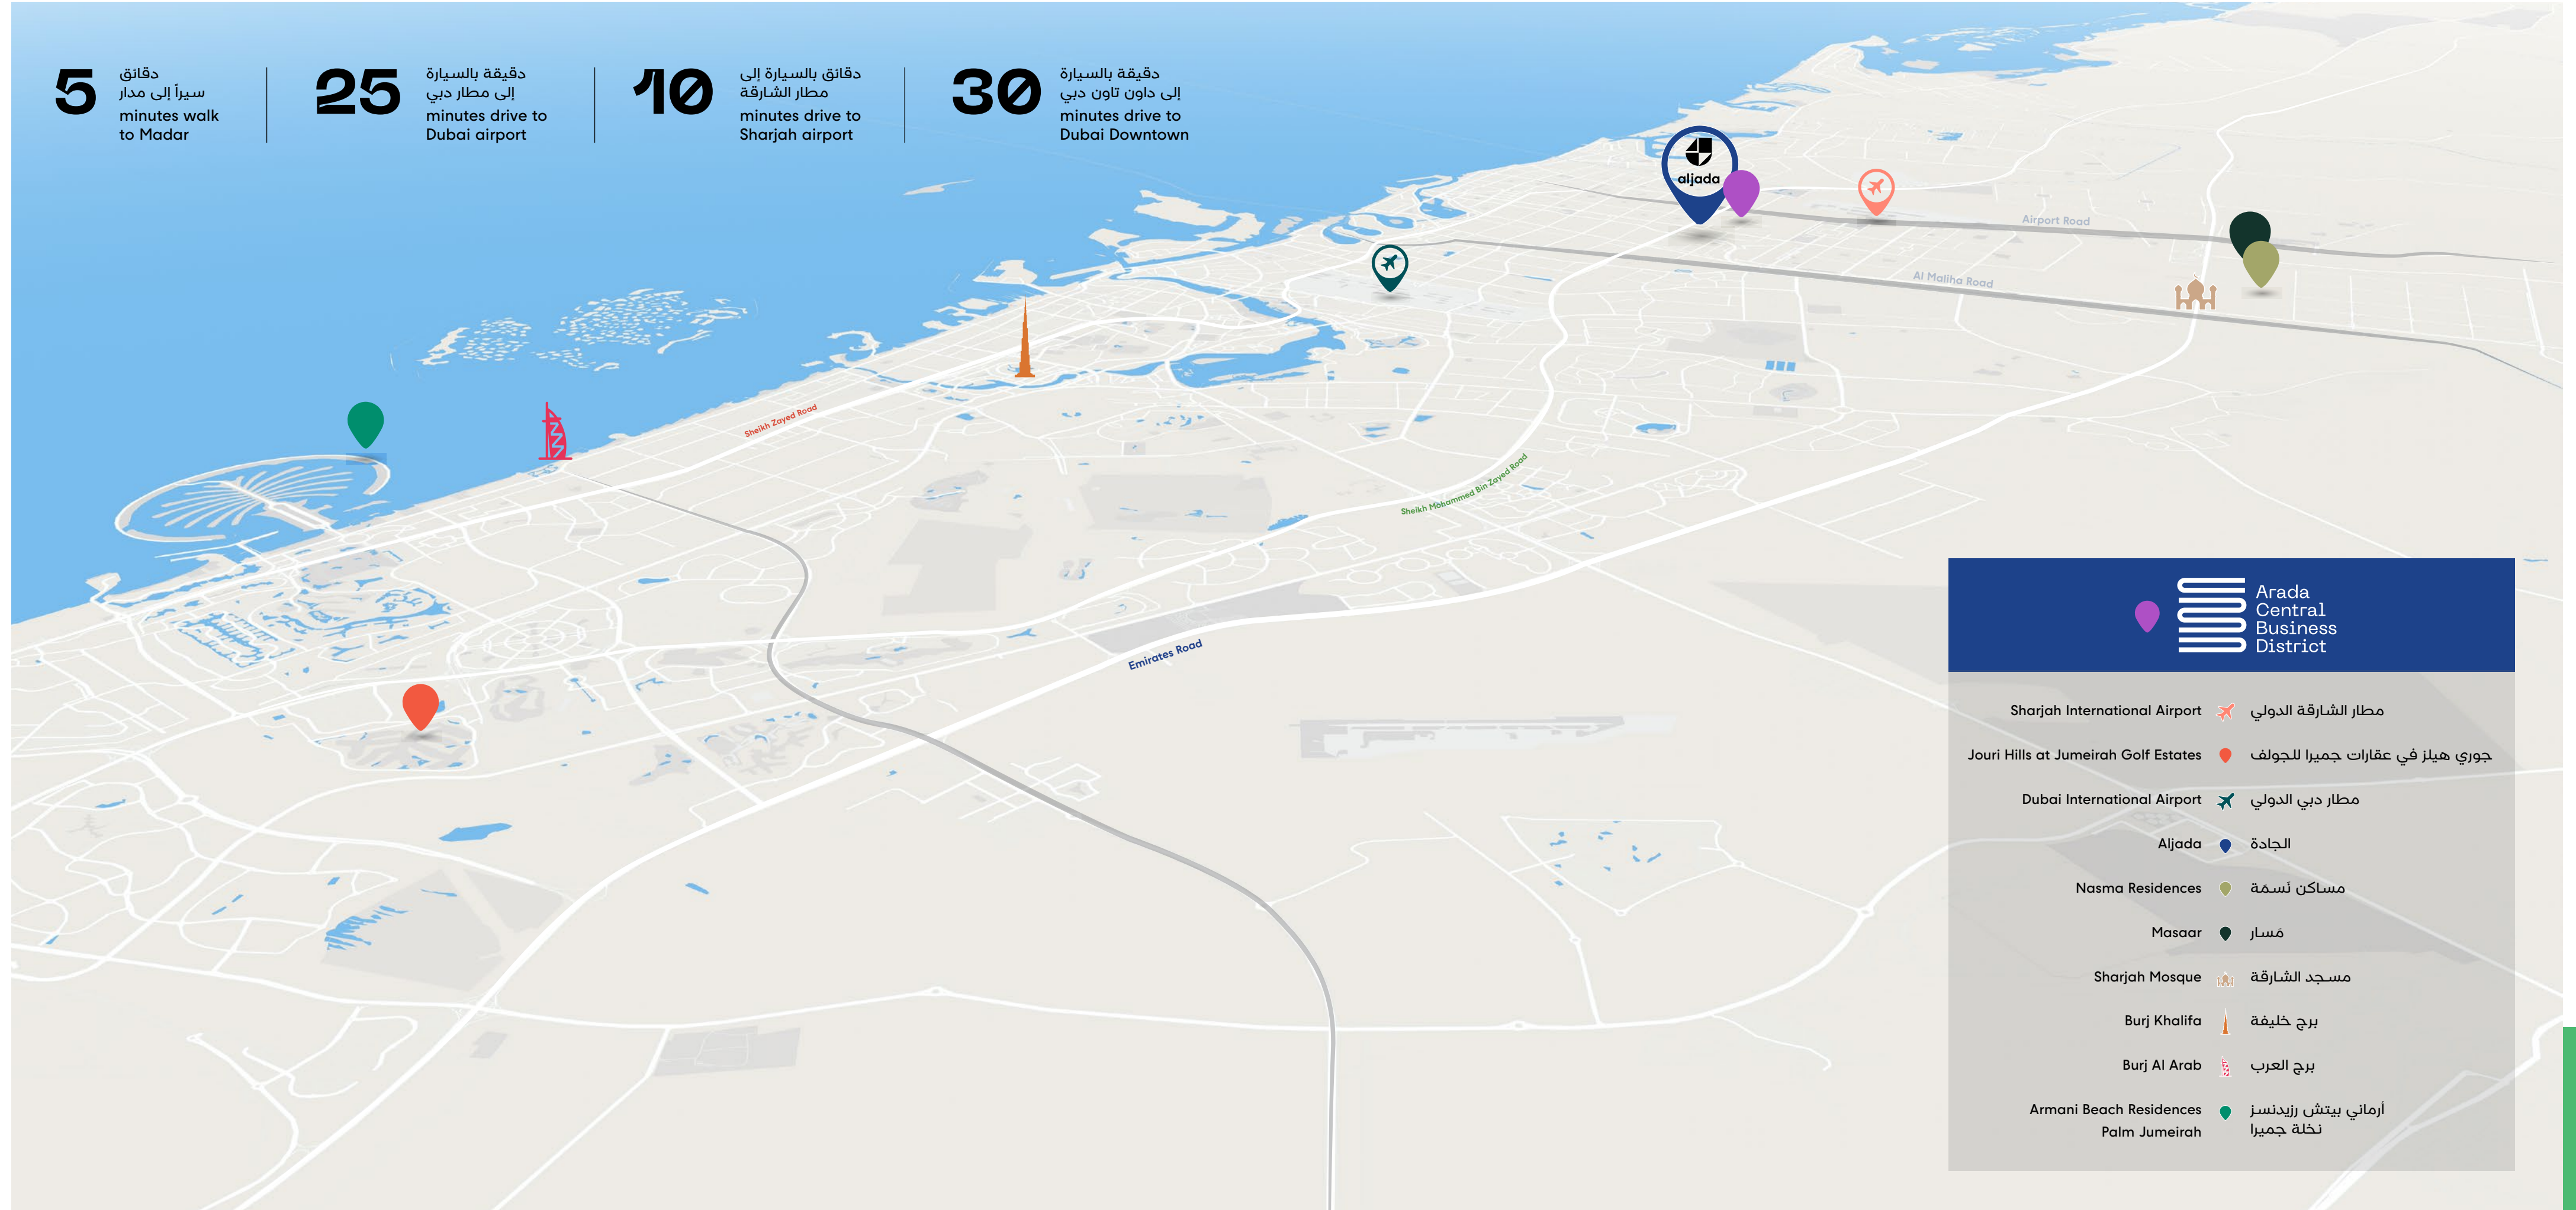 5
دقائق
سيراً إلى مدار
minutes walk
to Madar
25
دقيقة بالسيارة
إلى مطار دبي
minutes drive to
Dubai airport
10
دقائق بالسيارة إلى
مطار الشارقة
minutes drive to
Sharjah airport
30
دقيقة بالسيارة
إلى داون تاون دبي
minutes drive to
Dubai Downtown
aljada
Airport Road
Al Maliha Road
Sheikh Zayed Road
Sheikh Mohammed Bin Zayed Road
Emirates Road
Arada
Central
Business
District
Sharjah International Airport مطار الشارقة الدولي
Jouri Hills at Jumeirah Golf Estates جوري هيلز في عقارات جميرا للجولف
Dubai International Airport مطار دبي الدولي
Aljada الجادة
Nasma Residences مساكن نَسمَة
Masaar مَسار
Sharjah Mosque مسجد الشارقة
Burj Khalifa برج خليفة
Burj Al Arab برج العرب
Armani Beach Residences أرماني بيتش رزيدنسز
Palm Jumeirah نخلة جميرا